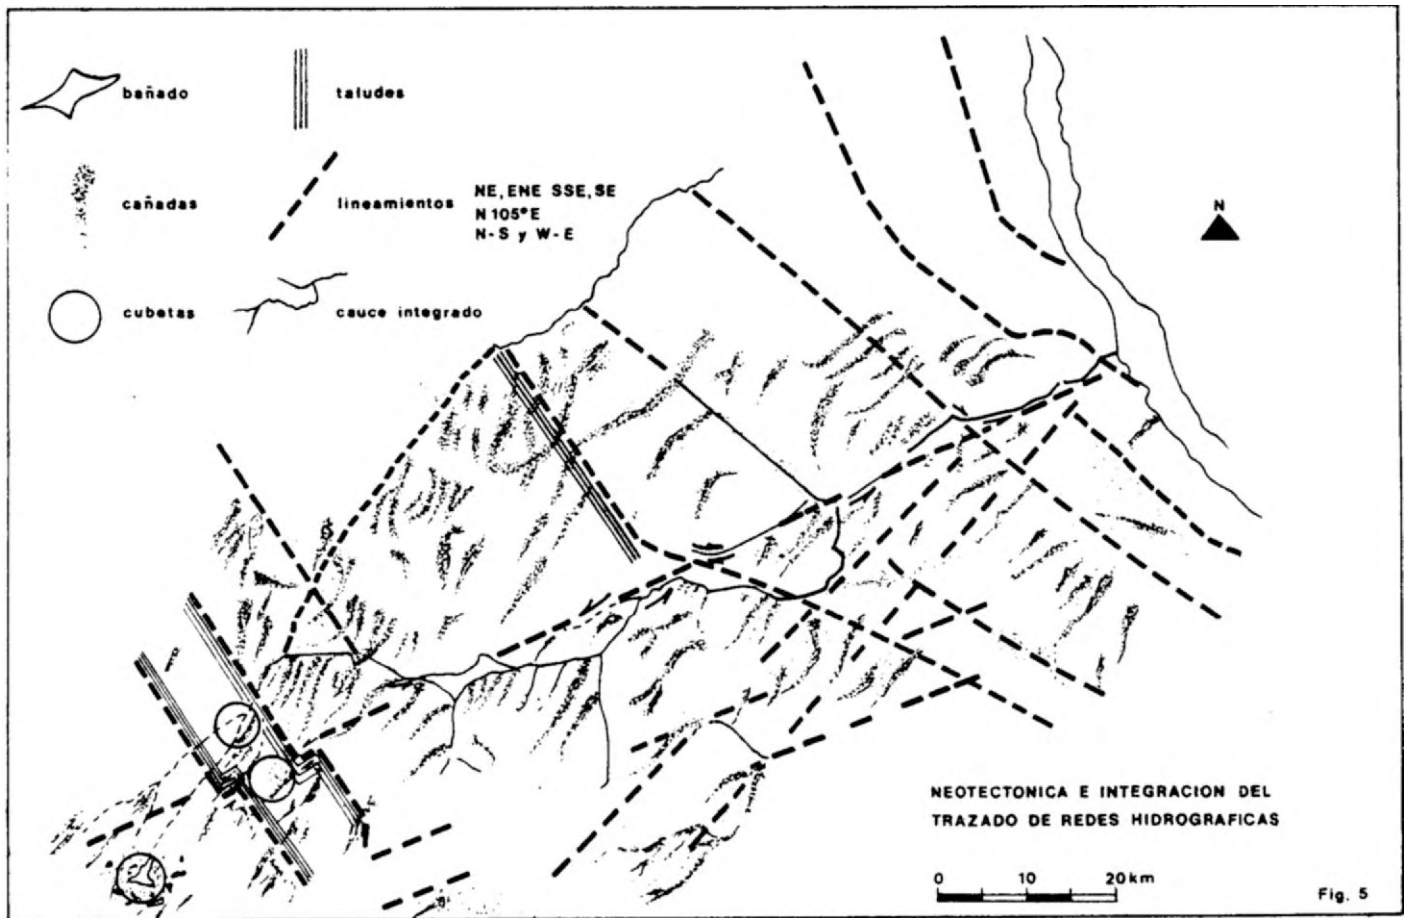 bañado
taludes
cañadas
lineamientos
NE, ENE SSE, SE
N 105° E
N-S y W-E
cubetas
cauce integrado
N
NEOTECTONICA E INTEGRACION DEL
TRAZADO DE REDES HIDROGRAFICAS
0 10 20km
Fig. 5